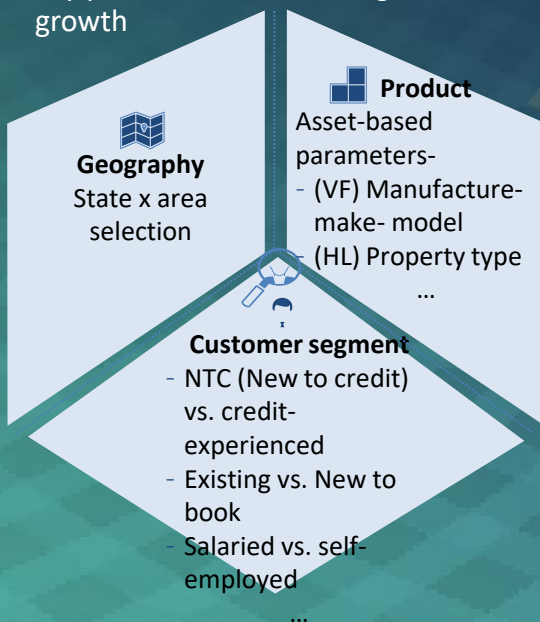 growth
Geography
State x area
selection
Product
Asset-based
parameters-
- (VF) Manufacture-
make- model
- (HL) Property type
...
Customer segment
- NTC (New to credit)
vs. credit-
experienced
- Existing vs. New to
book
- Salaried vs. self-
employed
...